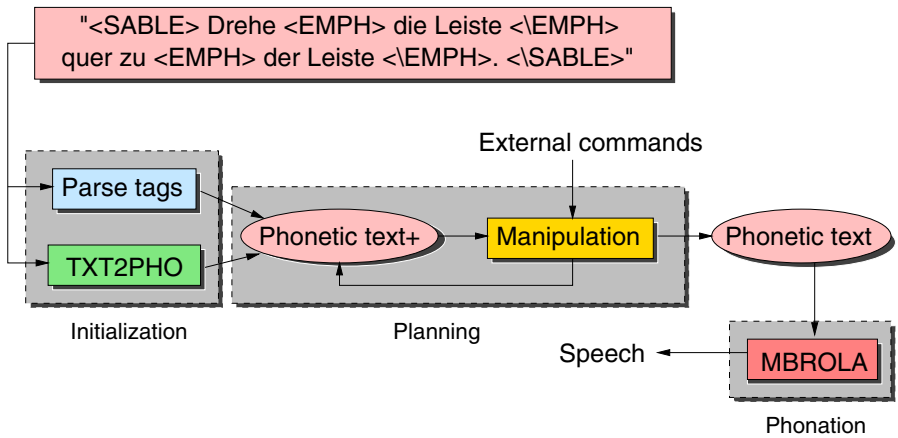 "<SABLE> Drehe <EMPH> die Leiste <\EMPH>
quer zu <EMPH> der Leiste <\EMPH>. <\SABLE>"
External commands
Parse tags
Phonetic text+
Manipulation
Phonetic text
TXT2PHO
Initialization
Planning
Speech
MBROLA
Phonation